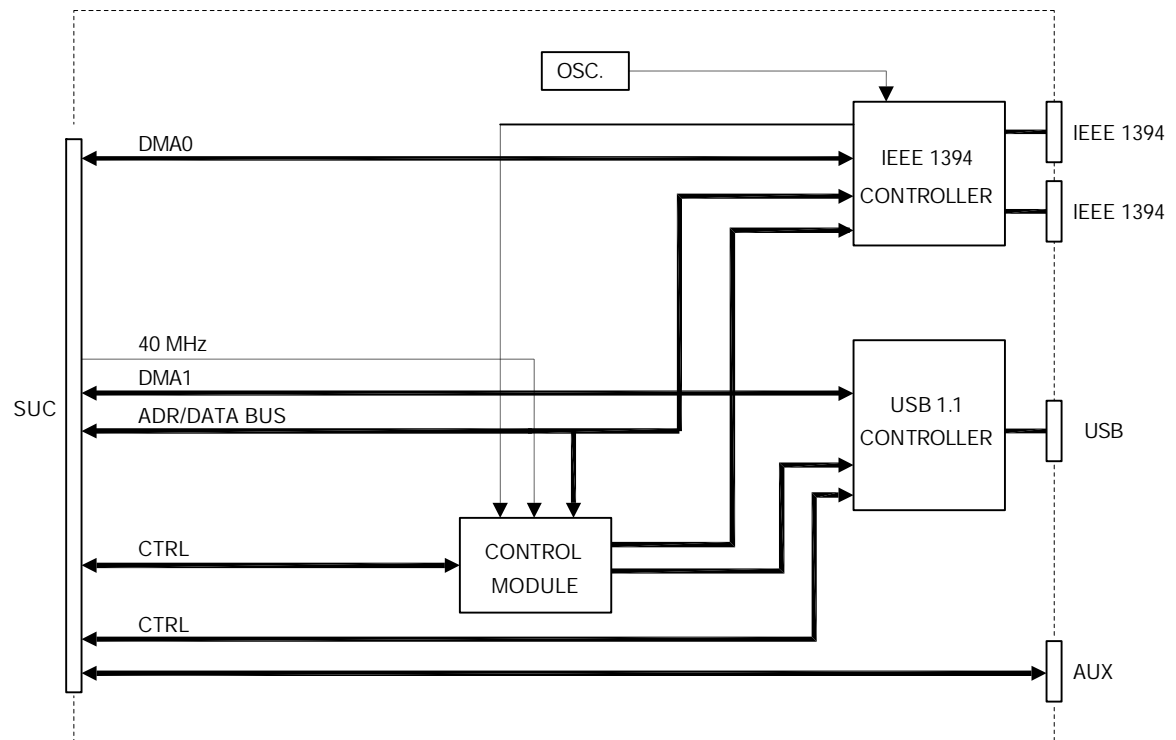 OSC.
IEEE 1394
DMA0
IEEE 1394
CONTROLLER
IEEE 1394
40 MHz
DMA1
SUC
ADR/DATA BUS
USB 1.1
CONTROLLER
USB
CTRL
CONTROL
MODULE
CTRL
AUX